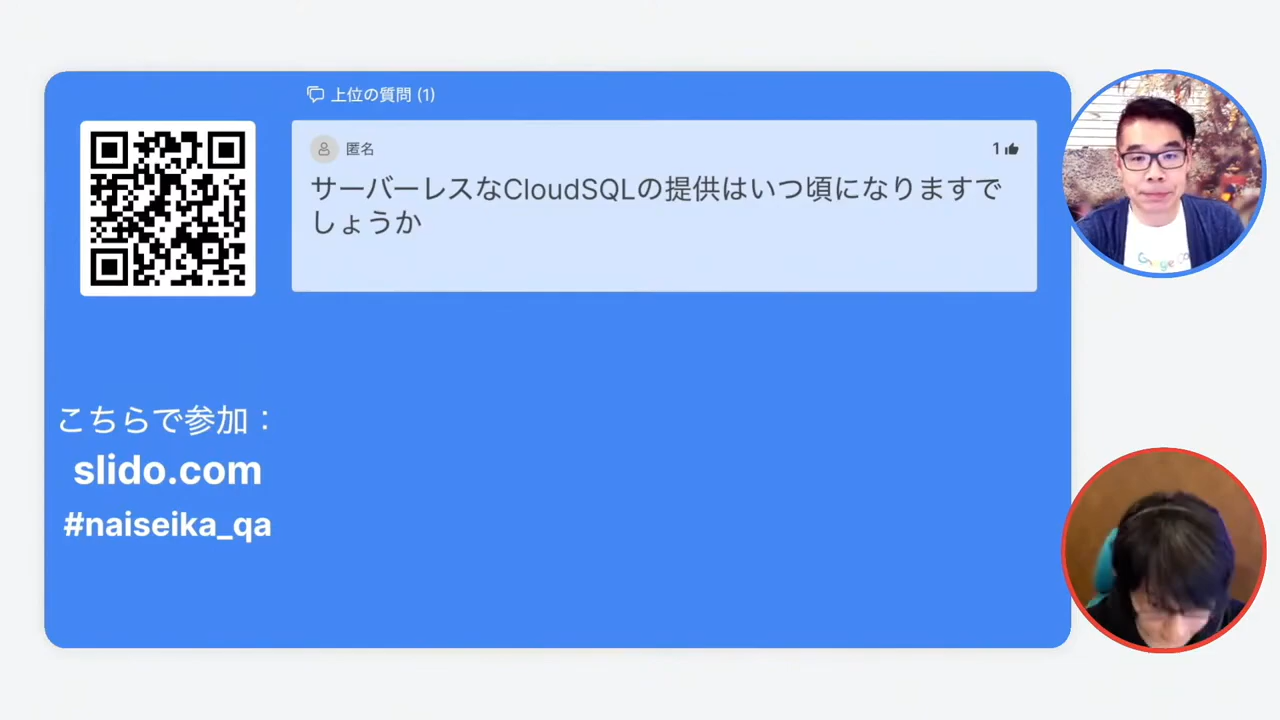 上位の質問 (1)
匿名
1
サーバーレスなCloudSQLの提供はいつ頃になりますで
しょうか
こちらで参加：
slido.com
#naiseika_qa